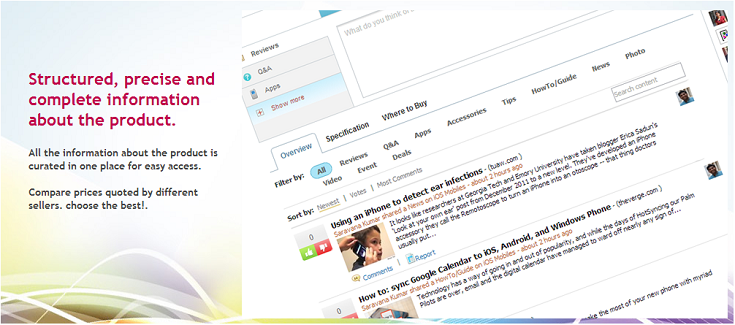 Structured, precise and
complete information
about the product.
All the information about the product is
curated in one place for easy access.
Compare prices quoted by different
sellers. choose the best!.
What do you think of
Reviews
Q&A
Apps
Show more
Overview
Specification
Where to Buy
Filter by:
All
Reviews
Q&A
Apps
Accessories
Tips
HowTo/Guide
News
Photo
Video
Event
Deals
Search content
Sort by: Newest | Votes | Most Comments
0
Using an iPhone to detect ear infections - (tuaw.com)
Saravana Kumar shared a News on iOS Mobiles - about 2 hours ago
It looks like researchers at Georgia Tech and Emory University have taken blogger Erica Sadun's
'Look at your own ear' post from December 2011 to a new level. They've developed an iPhone
accessory they call the Remotoscope to turn an iPhone into an otoscope -- that thing doctors
usually put...
Comments | Report
0
How to: sync Google Calendar to iOS, Android, and Windows Phone - (theverge.com)
Saravana Kumar shared a HowTo/Guide on iOS Mobiles - about 2 hours ago
Technology has a way of going in and out of popularity, and while the days of HotSyncing our Palm
Pilots are over, email and the digital calendar have managed to ward off nearly any sign of...
make the most of your new phone with myriad